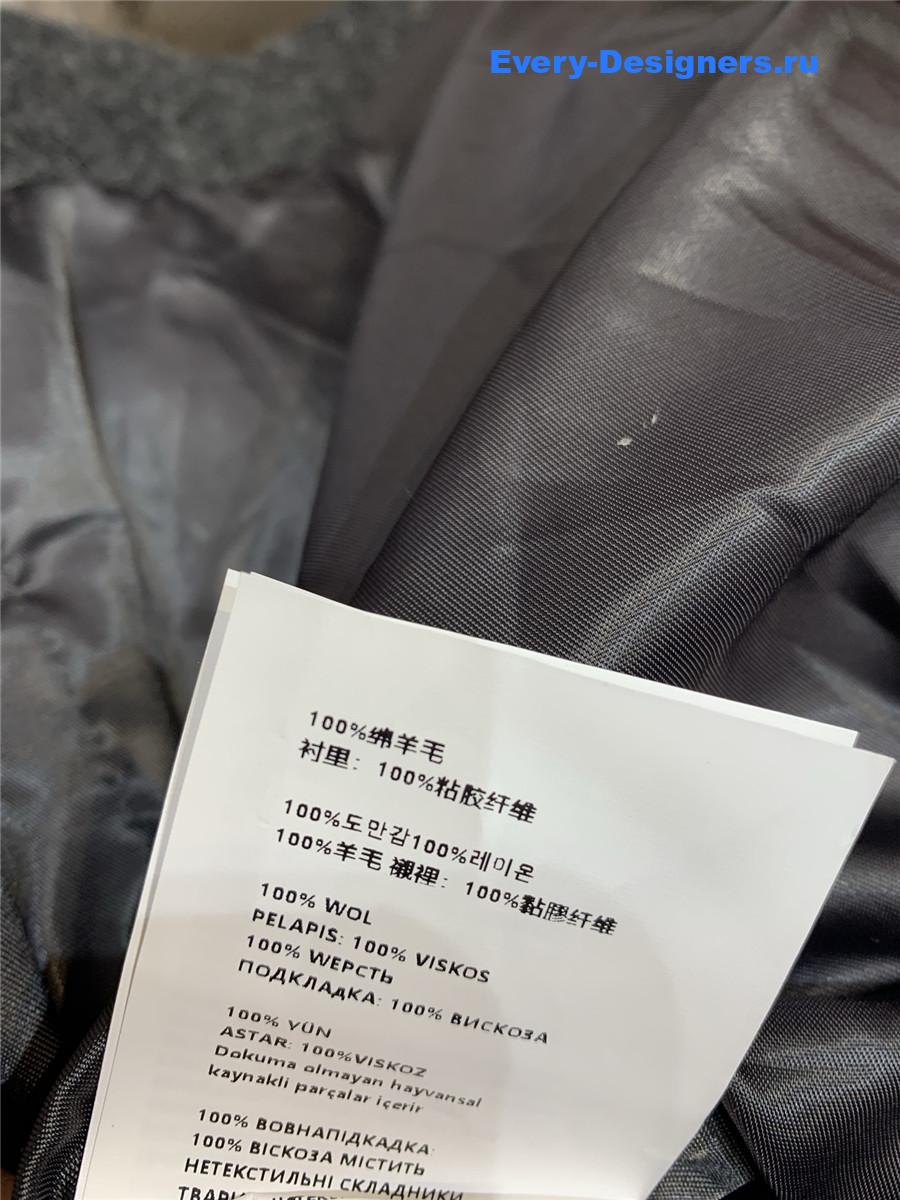 Every-Designers.ru
100%绵羊毛
衬里: 100%粘胶纤维
100%도만감100%레이온
100%羊毛 襯裡: 100%黏膠纤维
100% WOL
PELAPIS: 100% VISKOS
100% WEPCTЬ
ПОДКЛАдКА: 100% ВИСКОЗА
100% YÜN
ASTAR: 100%VISKOZ
Dokuma olmayan hayvansal
kaynakli parçalar içerir
100% ВОВНАПІДКАДКА:
100% ВІСКОЗА МІСТИТЬ
НЕТЕКСТИЛЬНІ СКЛАДНИКИ